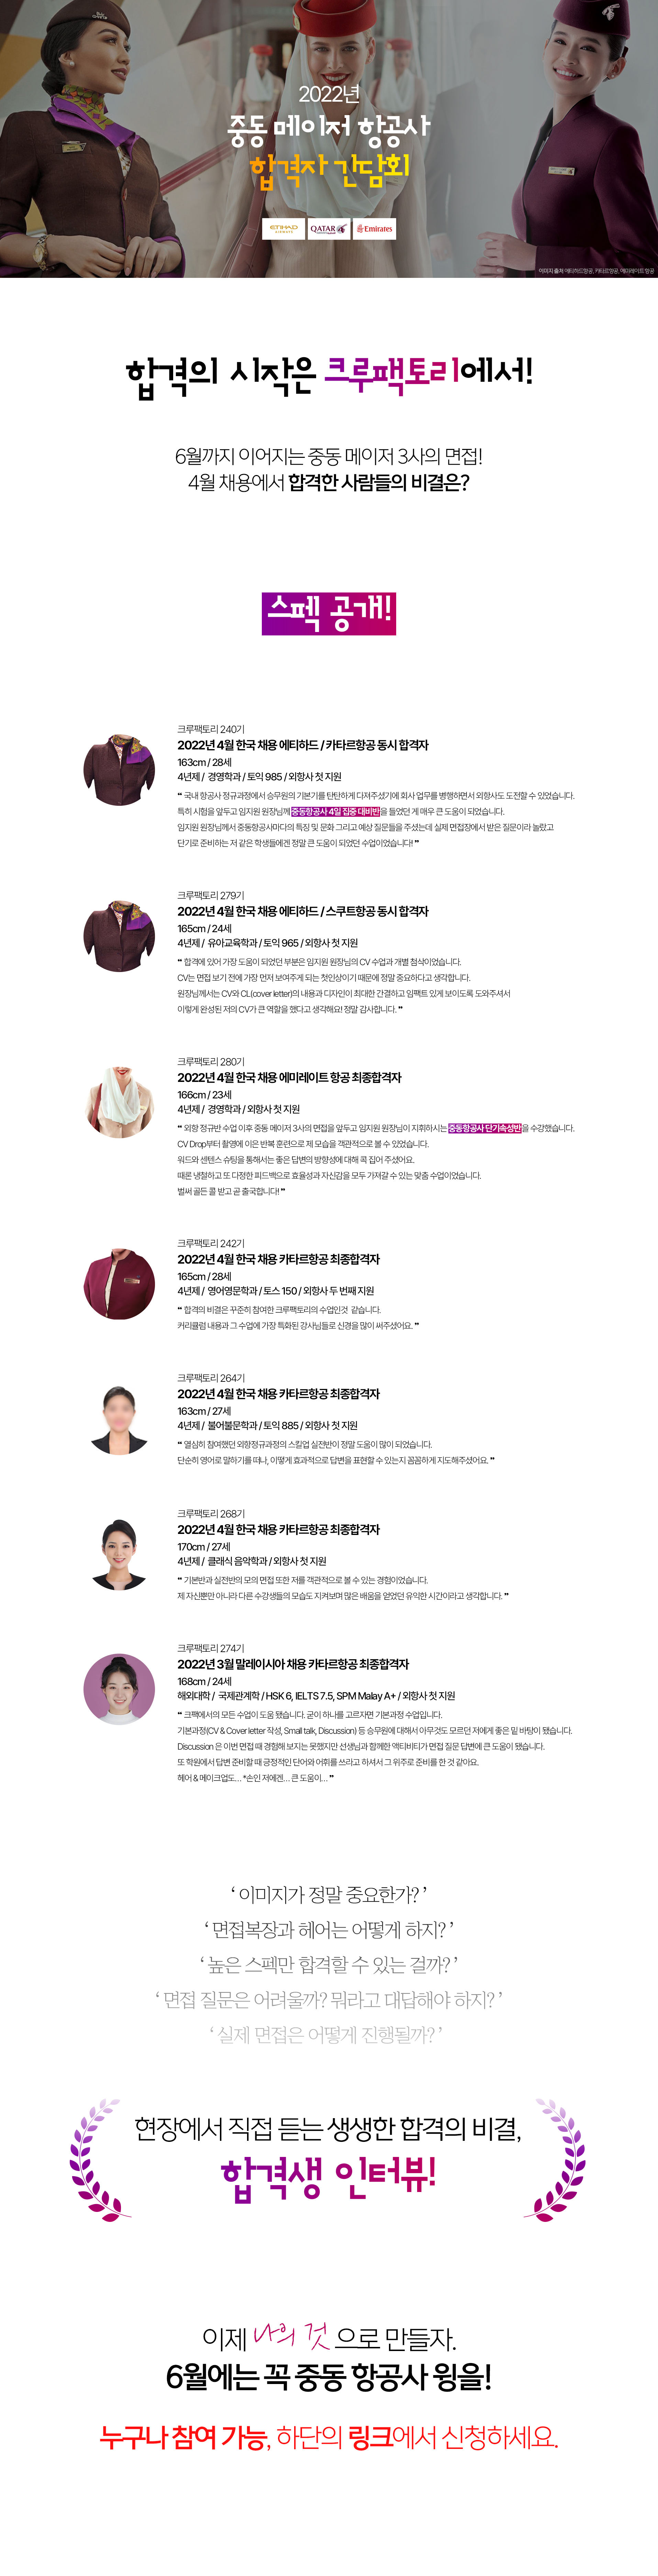 2022년
중동 메이저 항공사
합격자 간담회
ETIHAD
AIRWAYS
QATAR
Emirates
이미지 출처 에티하드항공, 카타르항공, 에미레이트 항공
합격의 시작은 크루팩토리에서!
6월까지 이어지는 중동 메이저 3사의 면접!
4월 채용에서 합격한 사람들의 비결은?
스펙 공개!
크루팩토리 240기
2022년 4월 한국 채용 에티하드 / 카타르항공 동시 합격자
163cm / 28세
4년제 / 경영학과 / 토익 985 / 외항사 첫 지원
❝ 국내 항공사 정규과정에서 승무원의 기본기를 탄탄하게 다져주셨기에 회사 업무를 병행하면서 외항사도 도전할 수 있었습니다.
특히 시험을 앞두고 임지원 원장님께 중동항공사 4일 집중 대비반을 들었던 게 매우 큰 도움이 되었습니다.
임지원 원장님께서 중동항공사마다의 특징 및 문화 그리고 예상 질문들을 주셨는데 실제 면접장에서 받은 질문이라 놀랐고
단기로 준비하는 저 같은 학생들에겐 정말 큰 도움이 되었던 수업이었습니다! ❞
크루팩토리 279기
2022년 4월 한국 채용 에티하드 / 스쿠트항공 동시 합격자
165cm / 24세
4년제 / 유아교육학과 / 토익 965 / 외항사 첫 지원
❝ 합격에 있어 가장 도움이 되었던 부분은 임지원 원장님의 CV 수업과 개별 첨삭이었습니다.
CV는 면접 보기 전에 가장 먼저 보여주게 되는 첫인상이기 때문에 정말 중요하다고 생각합니다.
원장님께서는 CV와 CL(cover letter)의 내용과 디자인이 최대한 간결하고 임팩트 있게 보이도록 도와주셔서
이렇게 완성된 저의 CV가 큰 역할을 했다고 생각해요! 정말 감사합니다. ❞
크루팩토리 280기
2022년 4월 한국 채용 에미레이트 항공 최종합격자
166cm / 23세
4년제 / 경영학과 / 외항사 첫 지원
❝ 외항 정규반 수업 이후 중동 메이저 3사의 면접을 앞두고 임지원 원장님이 지휘하시는 중동항공사 단기속성반을 수강했습니다.
CV Drop부터 촬영에 이은 반복 훈련으로 제 모습을 객관적으로 볼 수 있었습니다.
워드와 센텐스 슈팅을 통해서는 좋은 답변의 방향성에 대해 콕 집어 주셨어요.
때론 냉철하고 또 다정한 피드백으로 효율성과 자신감을 모두 가져갈 수 있는 맞춤 수업이었습니다.
벌써 골든 콜 받고 곧 출국합니다! ❞
크루팩토리 242기
2022년 4월 한국 채용 카타르항공 최종합격자
165cm / 28세
4년제 / 영어영문학과 / 토스 150 / 외항사 두 번째 지원
❝ 합격의 비결은 꾸준히 참여한 크루팩토리의 수업인것 같습니다.
커리큘럼 내용과 그 수업에 가장 특화된 강사님들로 신경을 많이 써주셨어요. ❞
크루팩토리 264기
2022년 4월 한국 채용 카타르항공 최종합격자
163cm / 27세
4년제 / 불어불문학과 / 토익 885 / 외항사 첫 지원
❝ 열심히 참여했던 외항정규과정의 스킬업 실전반이 정말 도움이 많이 되었습니다.
단순히 영어로 말하기를 떠나, 이떻게 효과적으로 답변을 표현할 수 있는지 꼼꼼하게 지도해주셨어요. ❞
크루팩토리 268기
2022년 4월 한국 채용 카타르항공 최종합격자
170cm / 27세
4년제 / 클래식 음악학과 / 외항사 첫 지원
❝ 기본반과 실전반의 모의 면접 또한 저를 객관적으로 볼 수 있는 경험이었습니다.
제 자신뿐만 아니라 다른 수강생들의 모습도 지켜보며 많은 배움을 얻었던 유익한 시간이라고 생각합니다. ❞
크루팩토리 274기
2022년 3월 말레이시아 채용 카타르항공 최종합격자
168cm / 24세
해외대학 / 국제관계학 / HSK 6, IELTS 7.5, SPM Malay A+ / 외항사 첫 지원
❝ 크팩에서의 모든 수업이 도움 됐습니다. 굳이 하나를 고르자면 기본과정 수업입니다.
기본과정(CV & Cover letter 작성, Small talk, Discussion) 등 승무원에 대해서 아무것도 모르던 저에게 좋은 밑 바탕이 됐습니다.
Discussion 은 이번 면접 때 경험해 보지는 못했지만 선생님과 함께한 액티비티가 면접 질문 답변에 큰 도움이 됐습니다.
또 학원에서 답변 준비할 때 긍정적인 단어와 어휘를 쓰라고 하셔서 그 위주로 준비를 한 것 같아요.
헤어 & 메이크업도… *손인 저에겐… 큰 도움이… ❞
‘ 이미지가 정말 중요한가? ’
‘ 면접복장과 헤어는 어떻게 하지? ’
‘ 높은 스펙만 합격할 수 있는 걸까? ’
‘ 면접 질문은 어려울까? 뭐라고 대답해야 하지? ’
‘ 실제 면접은 어떻게 진행될까? ’
현장에서 직접 듣는 생생한 합격의 비결,
합격생 인터뷰!
이제 나의 것 으로 만들자.
6월에는 꼭 중동 항공사 윙을!
누구나 참여 가능, 하단의 링크에서 신청하세요.